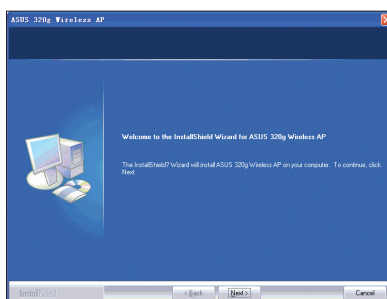 ASUS 320g Wireless AP
Welcome to the InstallShield Wizard for ASUS 320g Wireless AP
The InstallShield? Wizard will install ASUS 320g Wireless AP on your computer. To continue, click
Next.
InstallShield
< Back Next > Cancel